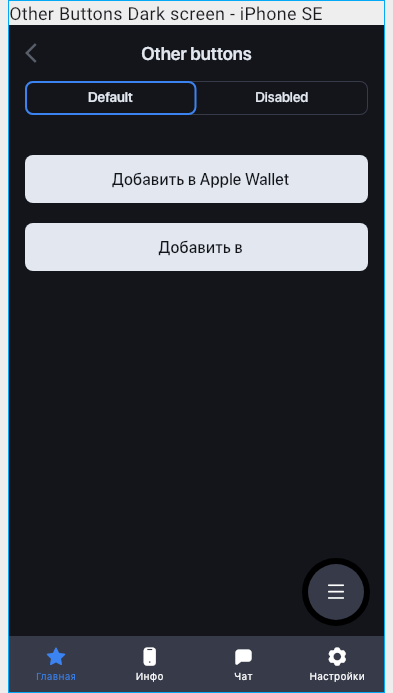 Other Buttons Dark screen - iPhone SE
Other buttons
Default
Disabled
Добавить в Apple Wallet
Добавить в
Главная
Инфо
Чат
Настройки